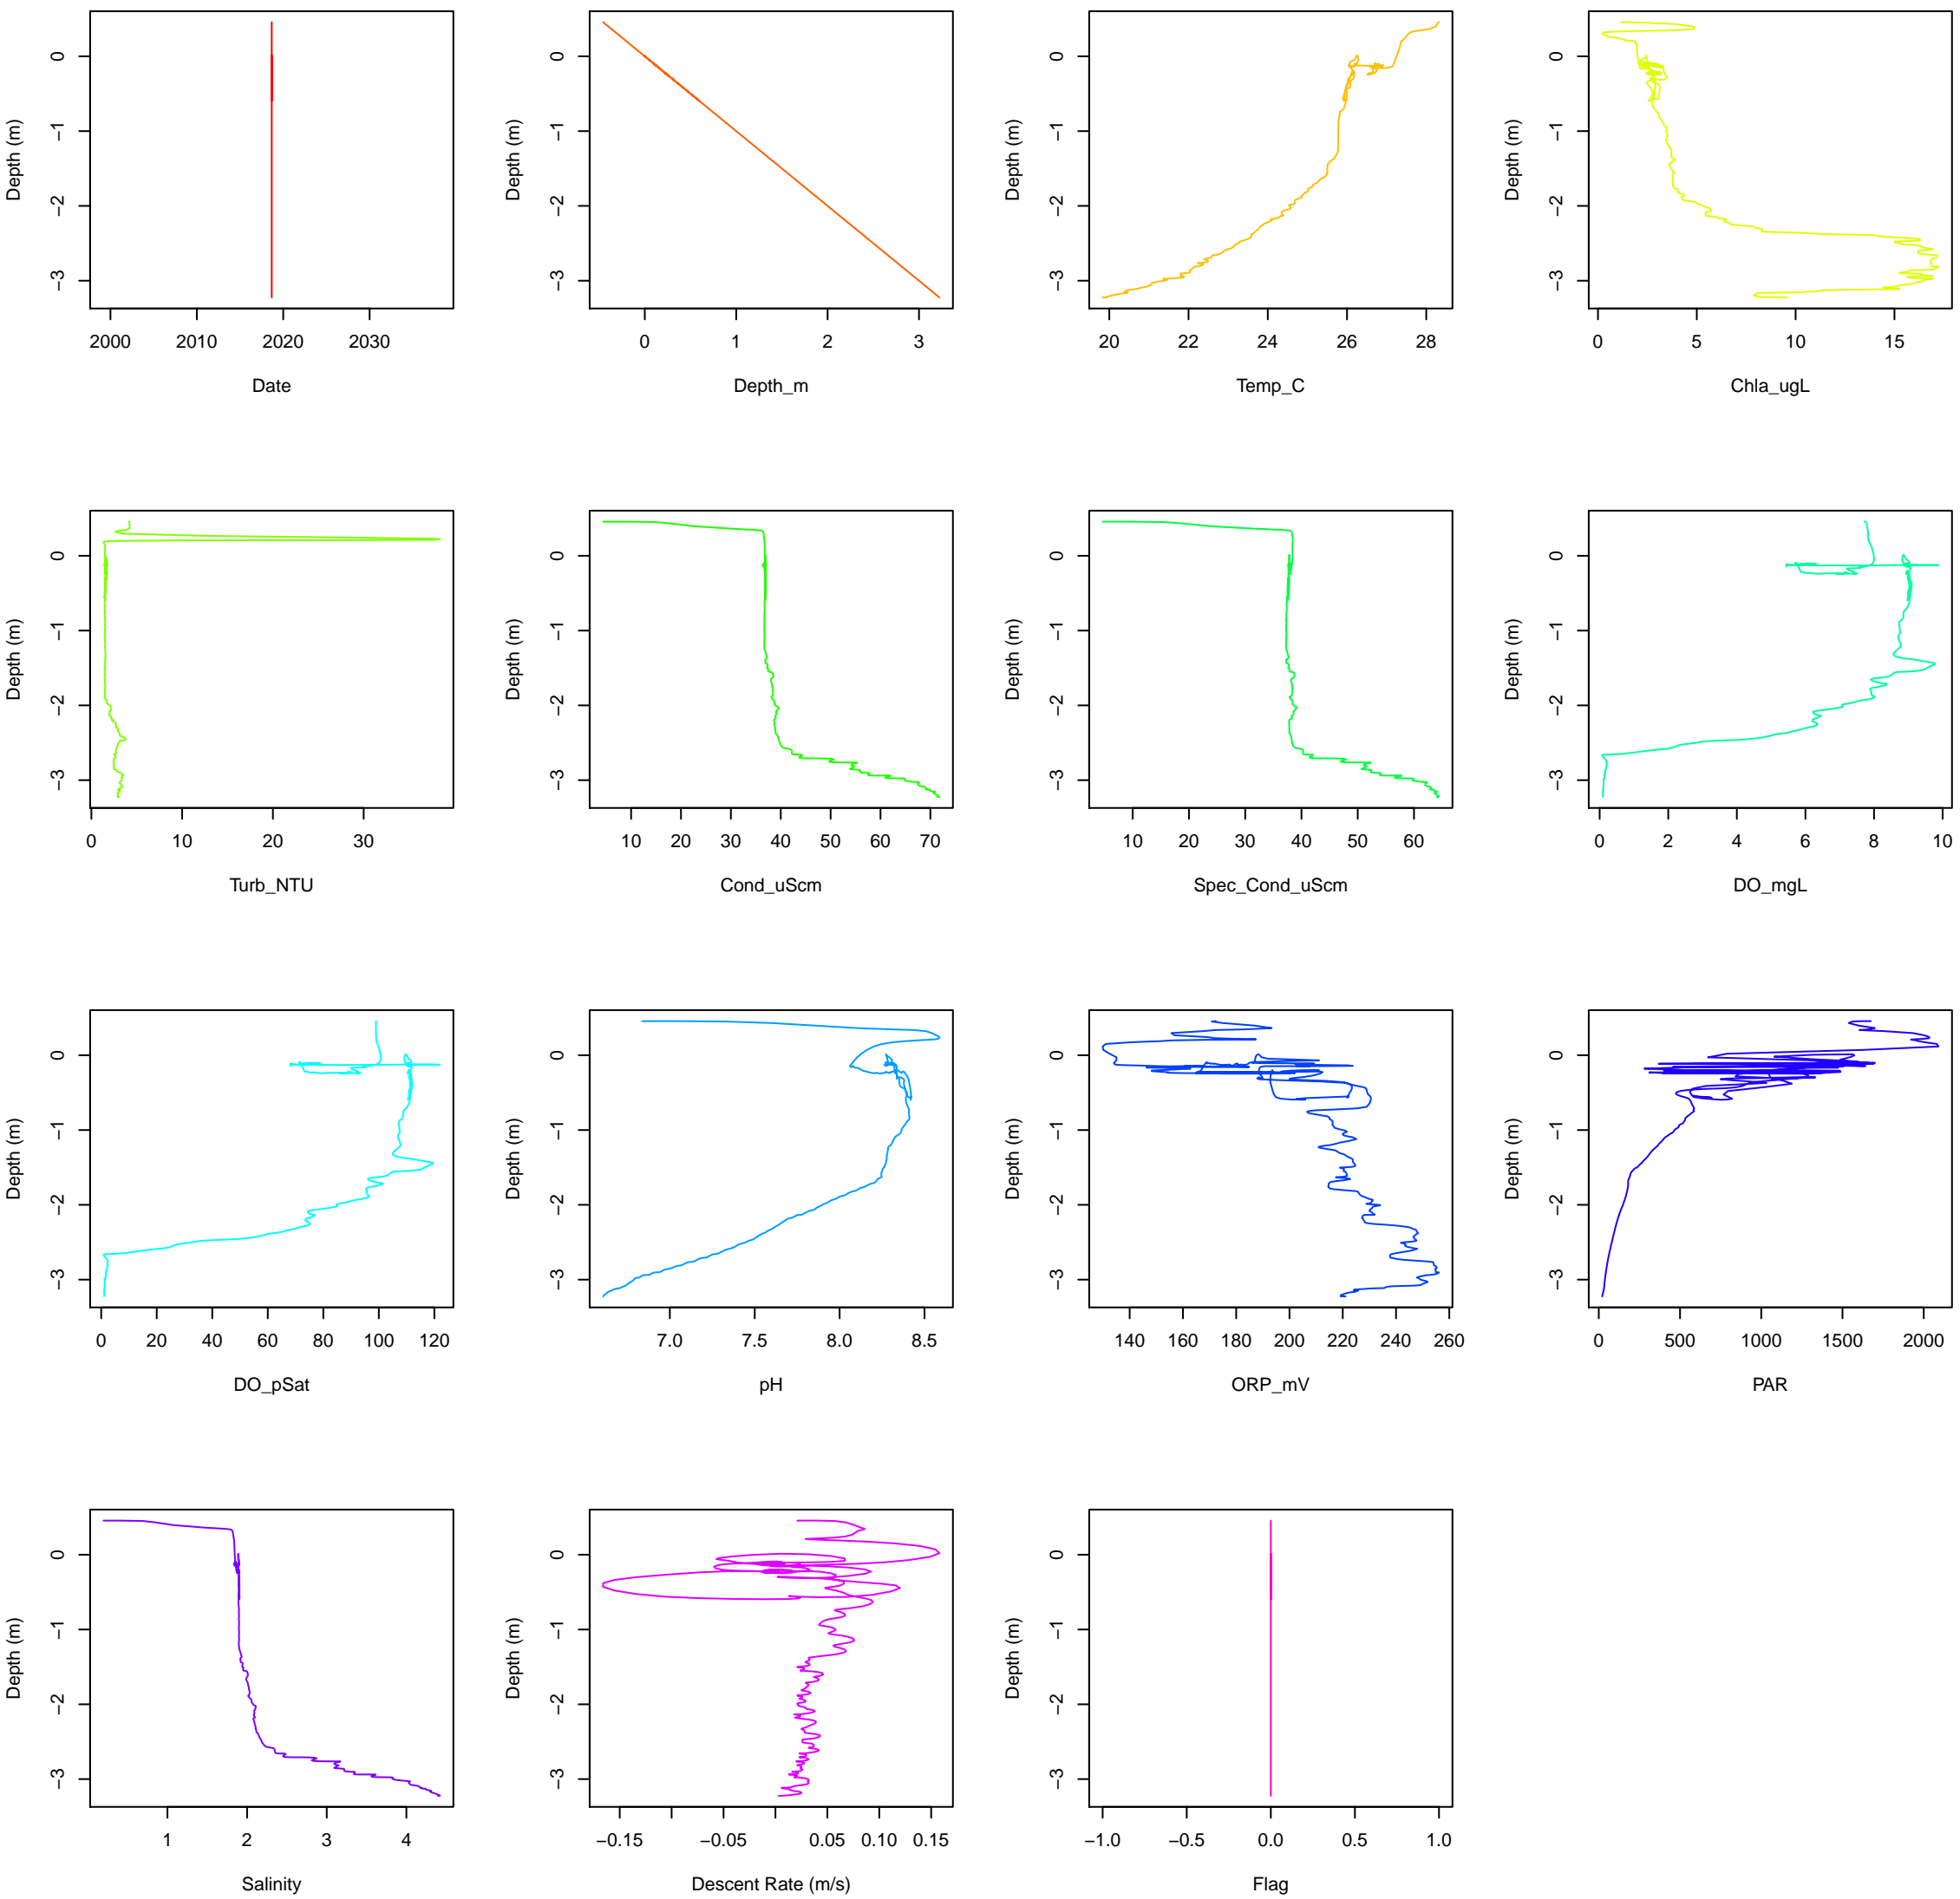 0 0 0 0
−1 −1 −1 −1
Depth (m) Depth (m) Depth (m) Depth (m)
−2 −2 −2 −2
−3 −3 −3 −3
2000 2010 2020 2030 0 1 2 3 20 22 24 26 28 0 5 10 15
Date Depth_m Temp_C Chla_ugL
0 0 0 0
−1 −1 −1 −1
Depth (m) Depth (m) Depth (m) Depth (m)
−2 −2 −2 −2
−3 −3 −3 −3
0 10 20 30 10 20 30 40 50 60 70 10 20 30 40 50 60 0 2 4 6 8 10
Turb_NTU Cond_uScm Spec_Cond_uScm DO_mgL
0 0 0 0
−1 −1 −1 −1
Depth (m) Depth (m) Depth (m) Depth (m)
−2 −2 −2 −2
−3 −3 −3 −3
0 20 40 60 80 100 120 7.0 7.5 8.0 8.5 140 160 180 200 220 240 260 0 500 1000 1500 2000
DO_pSat pH ORP_mV PAR
0 0 0
−1 −1 −1
Depth (m) Depth (m) Depth (m)
−2 −2 −2
−3 −3 −3
1 2 3 4 −0.15 −0.05 0.05 0.10 0.15 −1.0 −0.5 0.0 0.5 1.0
Salinity Descent Rate (m/s) Flag